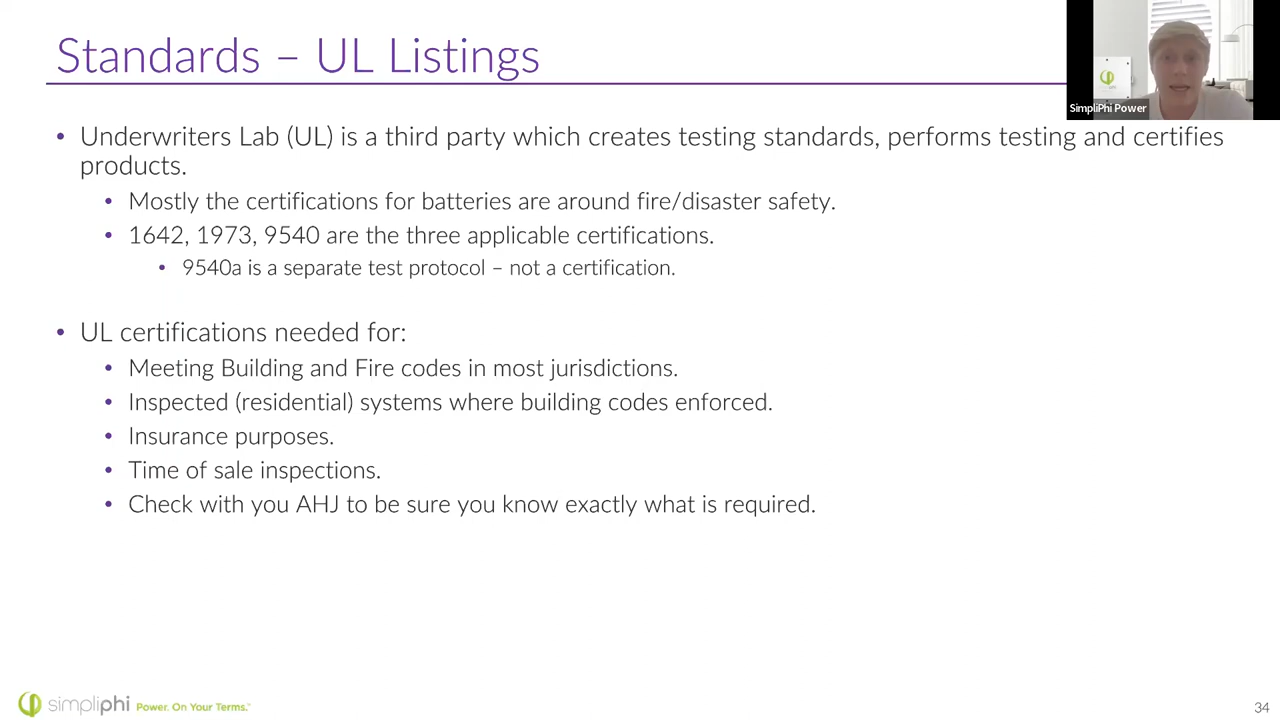 Standards – UL Listings
SimpliPhi Power
• Underwriters Lab (UL) is a third party which creates testing standards, performs testing and certifies
products.
• Mostly the certifications for batteries are around fire/disaster safety.
• 1642, 1973, 9540 are the three applicable certifications.
• 9540a is a separate test protocol – not a certification.
• UL certifications needed for:
• Meeting Building and Fire codes in most jurisdictions.
• Inspected (residential) systems where building codes enforced.
• Insurance purposes.
• Time of sale inspections.
• Check with you AHJ to be sure you know exactly what is required.
simpliphi Power. On Your Terms.™
34